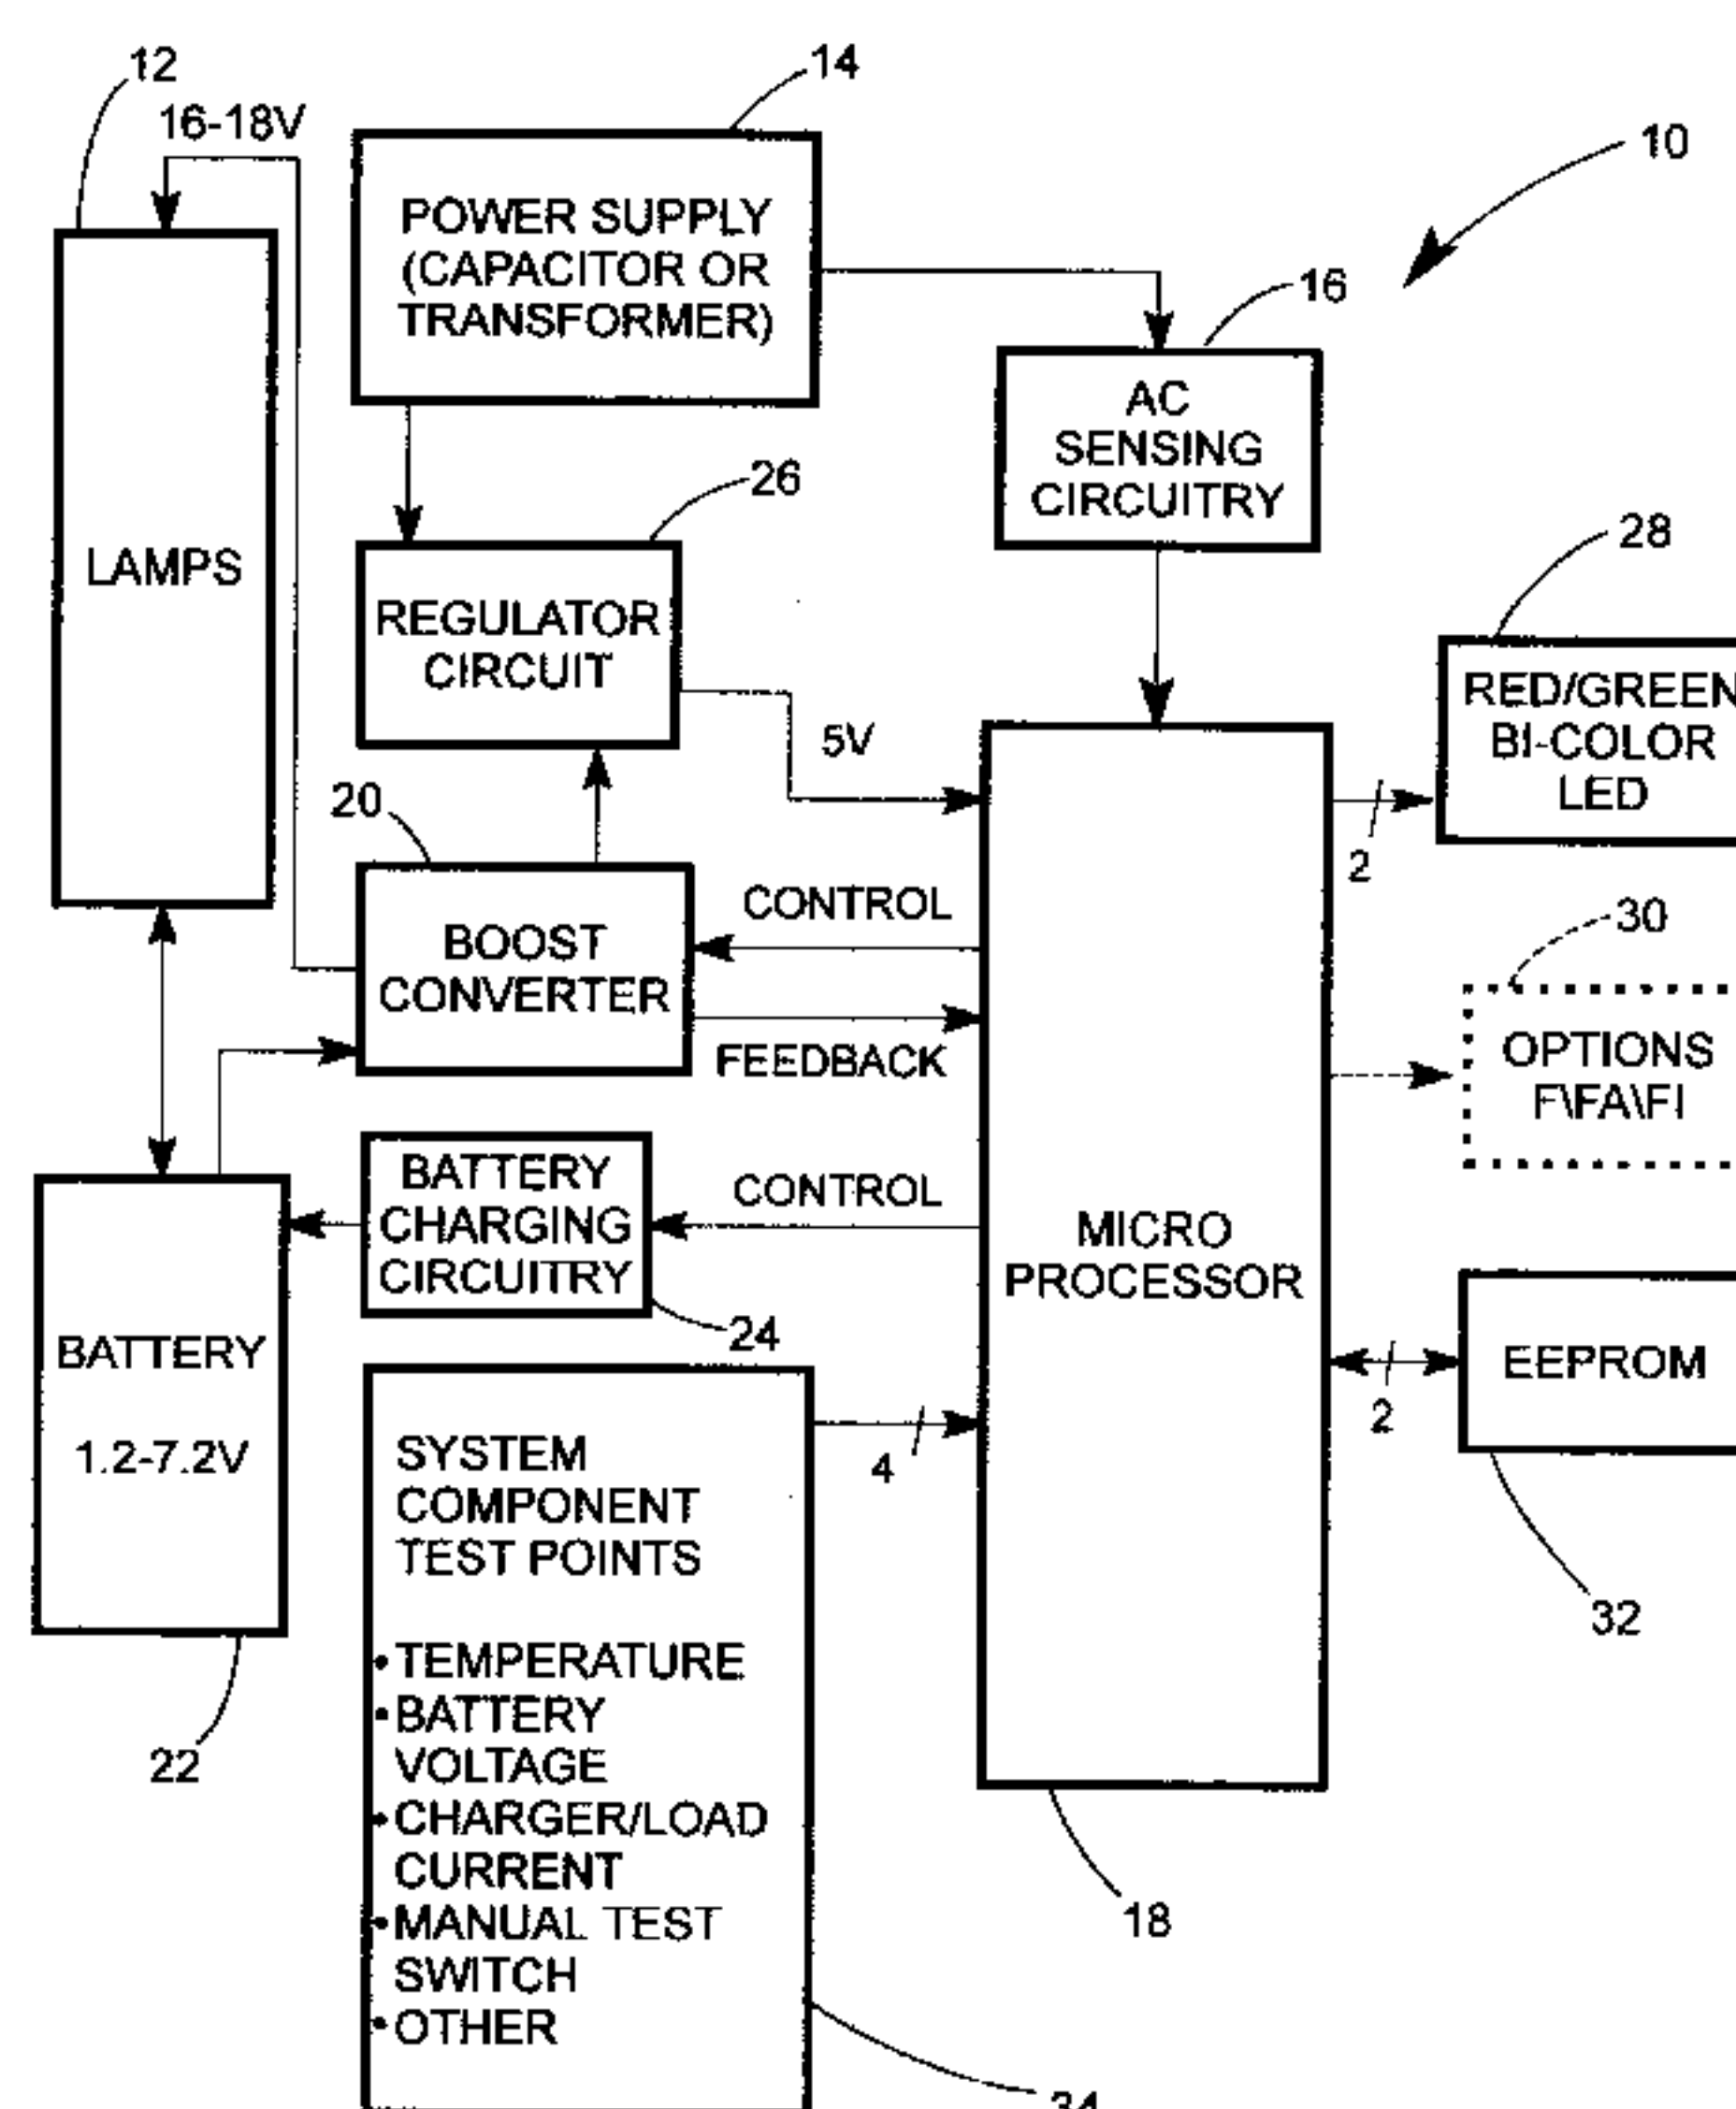 12
16-18V
14
10
POWER SUPPLY
(CAPACITOR OR
TRANSFORMER)
16
AC
SENSING
CIRCUITRY
26
28
LAMPS
REGULATOR
CIRCUIT
RED/GREEN
BI-COLOR
LED
5V
20
2
CONTROL
30
BOOST
CONVERTER
FEEDBACK
OPTIONS
F\FA\FI
BATTERY
CHARGING
CIRCUITRY
CONTROL
MICRO
PROCESSOR
24
BATTERY
1.2-7.2V
EEPROM
2
SYSTEM
COMPONENT
TEST POINTS
4
32
•TEMPERATURE
•BATTERY
VOLTAGE
•CHARGER/LOAD
CURRENT
•MANUAL TEST
SWITCH
•OTHER
22
18
34